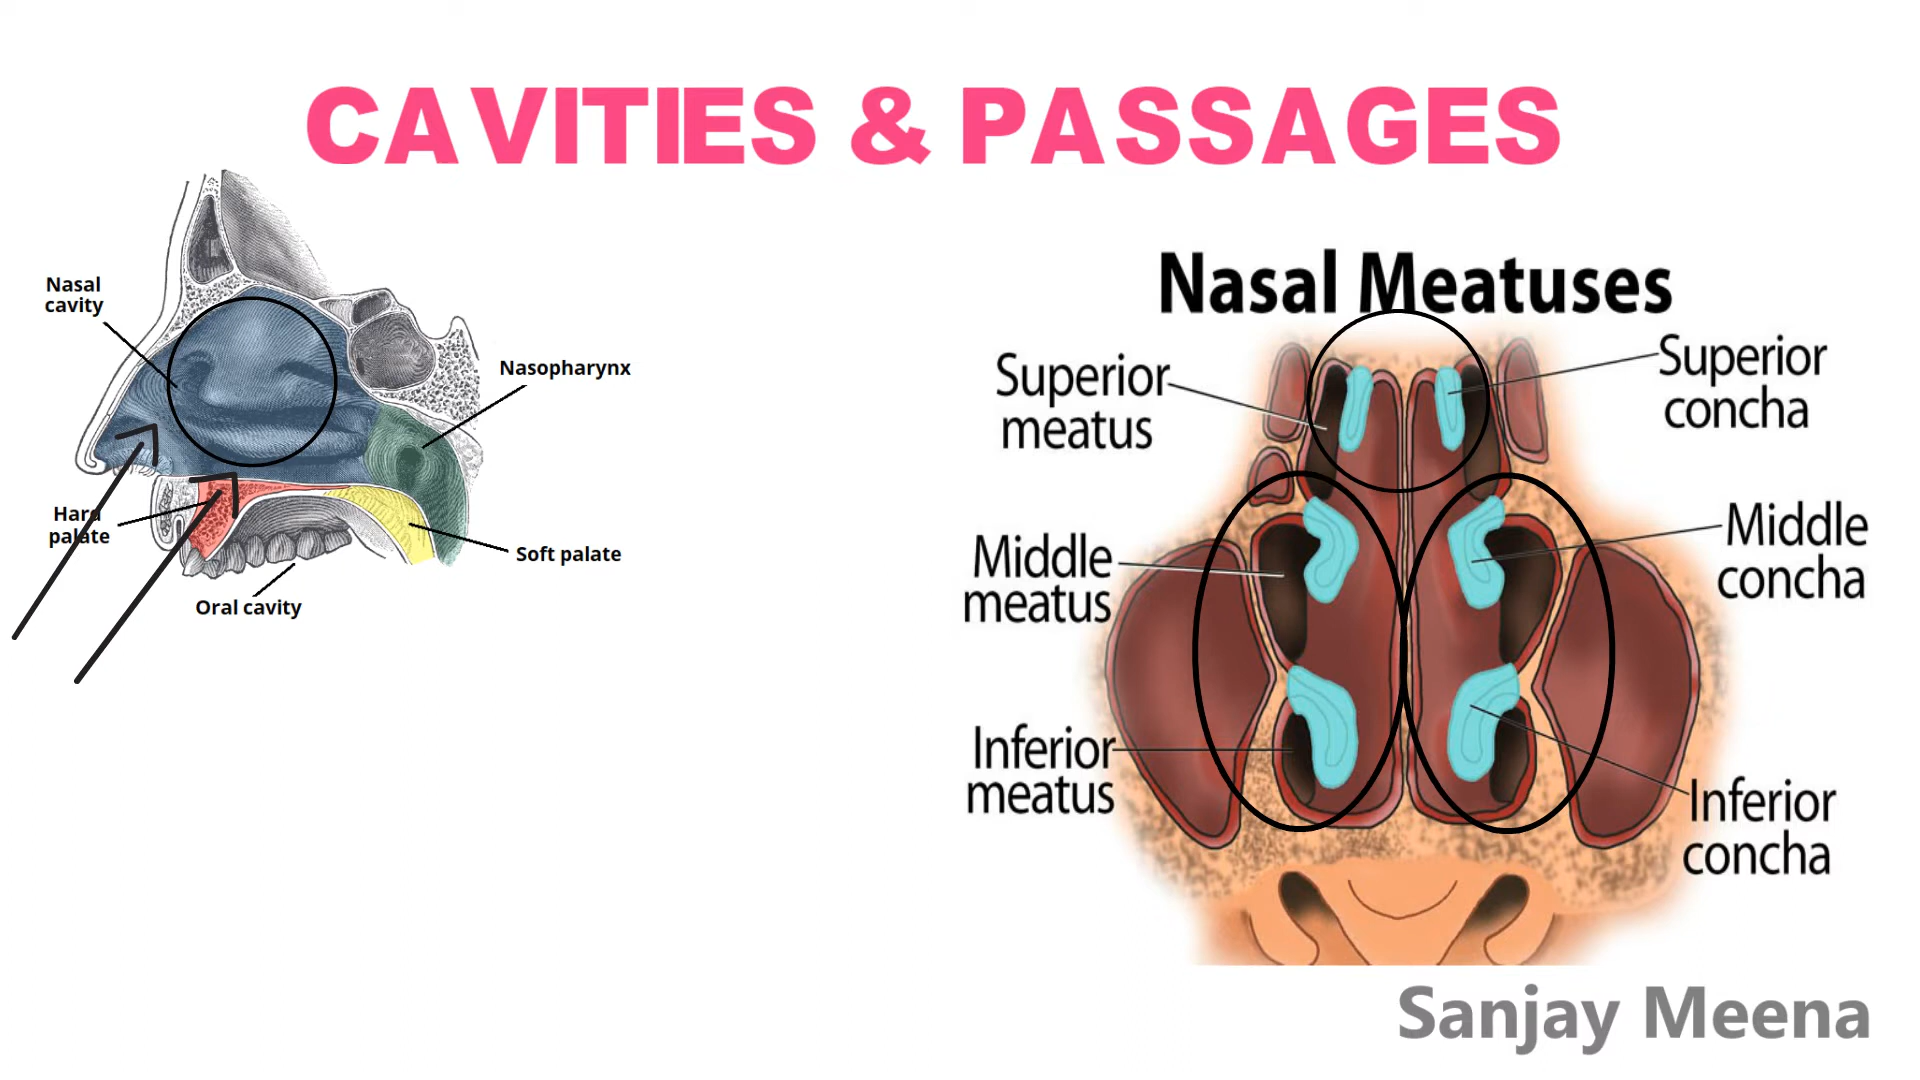 CAVITIES & PASSAGES
Nasal
cavity
Nasopharynx
Hard
palate
Soft palate
Oral cavity
Nasal Meatuses
Superior
meatus
Superior
concha
Middle
meatus
Middle
concha
Inferior
meatus
Inferior
concha
Sanjay Meena